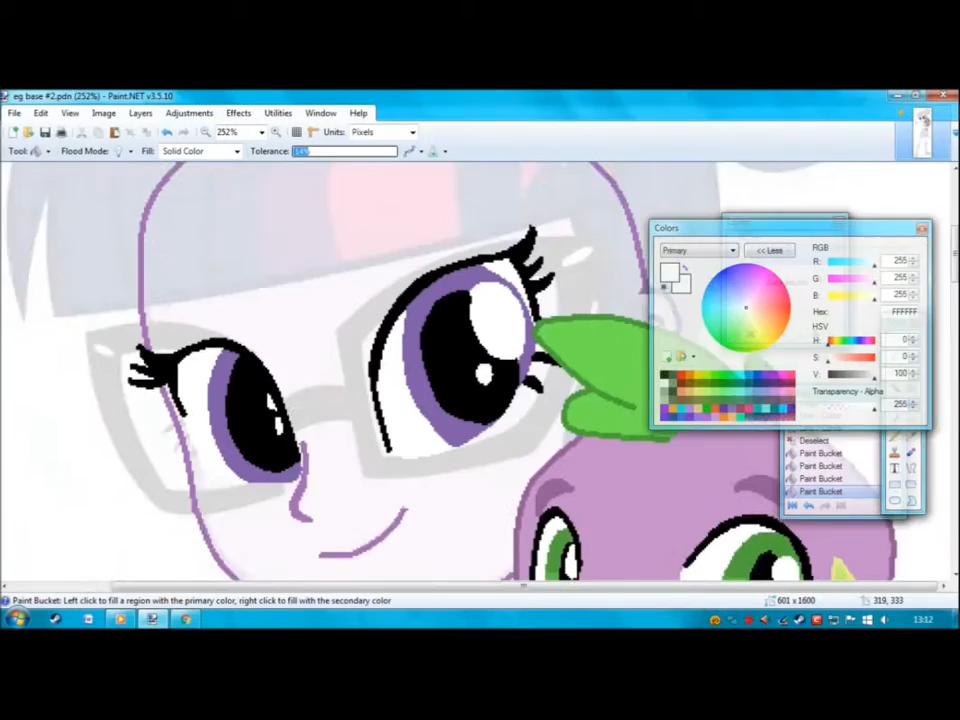 eg base #2.pdn (252%) - Paint.NET v3.5.10
File Edit View Image Layers Adjustments Effects Utilities Window Help
252% Units: Pixels
Tool: Flood Mode: Fill: Solid Color Tolerance: 14%
Colors
Primary << Less RGB
R: 255
G: 255
B: 255
Hex: FFFFFF
HSV
H: 0
S: 0
V: 100
Transparency - Alpha
255
Deselect
Paint Bucket
Paint Bucket
Paint Bucket
Paint Bucket
Paint Bucket: Left click to fill a region with the primary color, right click to fill with the secondary color 601 x 1600 319, 333
13:12